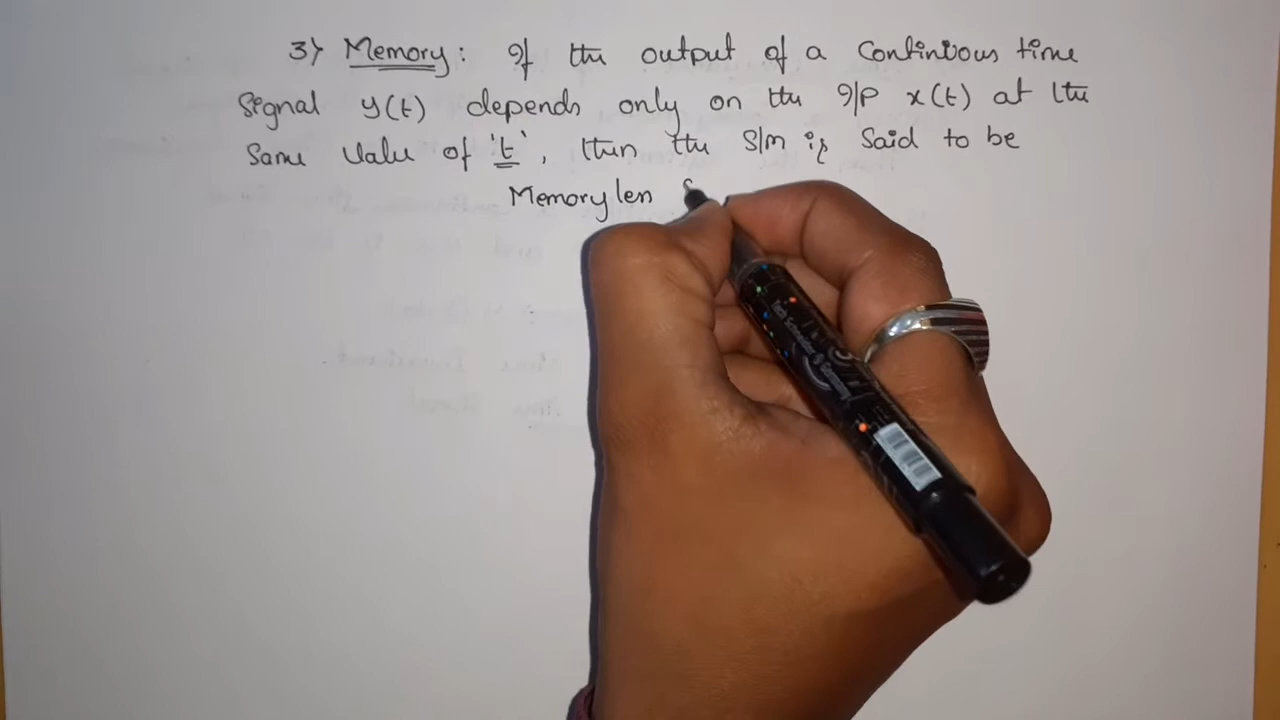 3) Memory: If the output of a continuous time
signal y(t) depends only on the I/P x(t) at the
same value of 't', then the S/m is said to be
Memoryless S